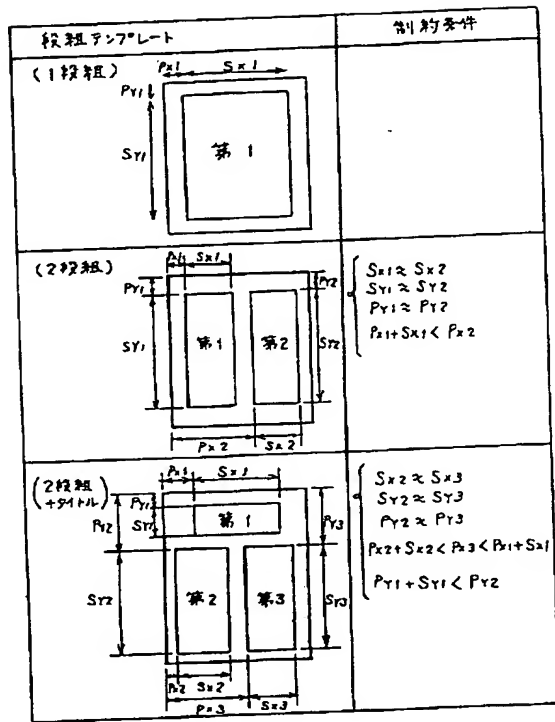 段組テンプレート
制約条件
(1段組)
Px1
Sx1
PY1
SY1
第1
(2段組)
Px1
Sx1
PY1
PY2
SY1
第1
第2
SY2
Px2
Sx2
Sx1≈Sx2
SY1≈SY2
PY1≈PY2
Px1+Sx1<Px2
(2段組
+タイトル)
Px1
Sx1
PY2
PY1
SY1
第1
PY3
SY2
第2
第3
SY3
Px2
Sx2
Px3
Sx3
Sx2≈Sx3
SY2≈SY3
PY2≈PY3
Px2+Sx2<Px3<Px1+Sx1
PY1+SY1<PY2